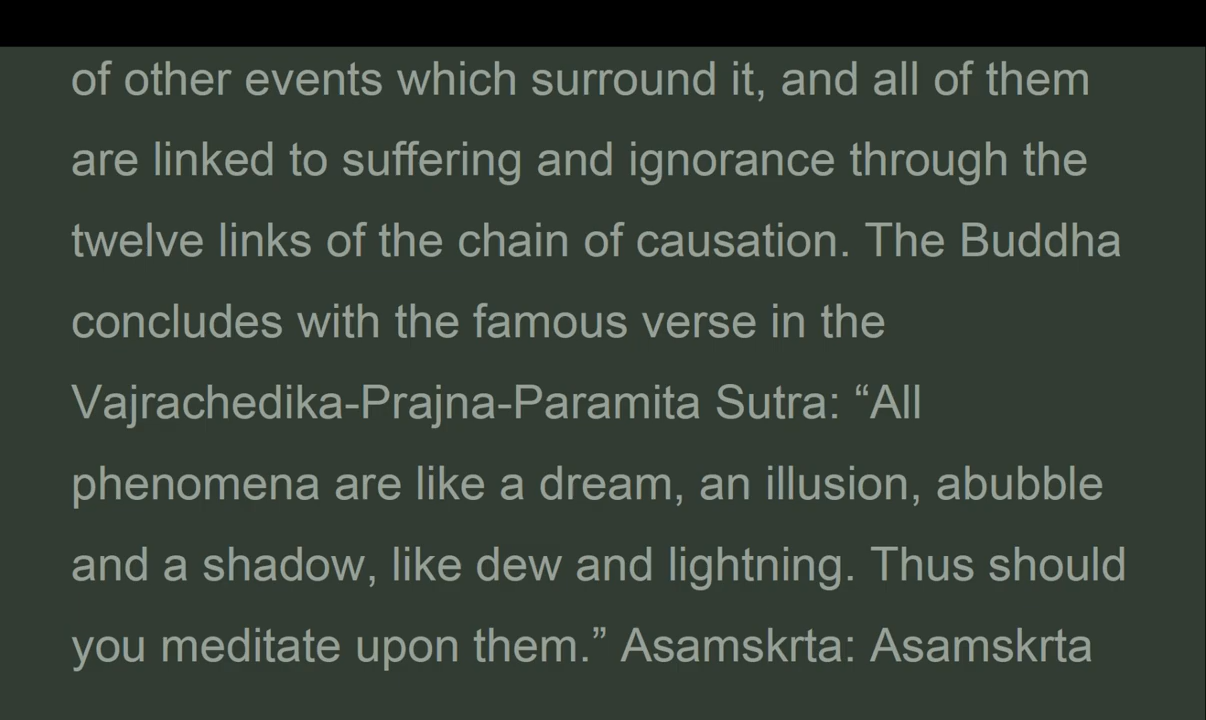 of other events which surround it, and all of them
are linked to suffering and ignorance through the
twelve links of the chain of causation. The Buddha
concludes with the famous verse in the
Vajrachedika-Prajna-Paramita Sutra: “All
phenomena are like a dream, an illusion, abubble
and a shadow, like dew and lightning. Thus should
you meditate upon them.” Asamskrta: Asamskrta